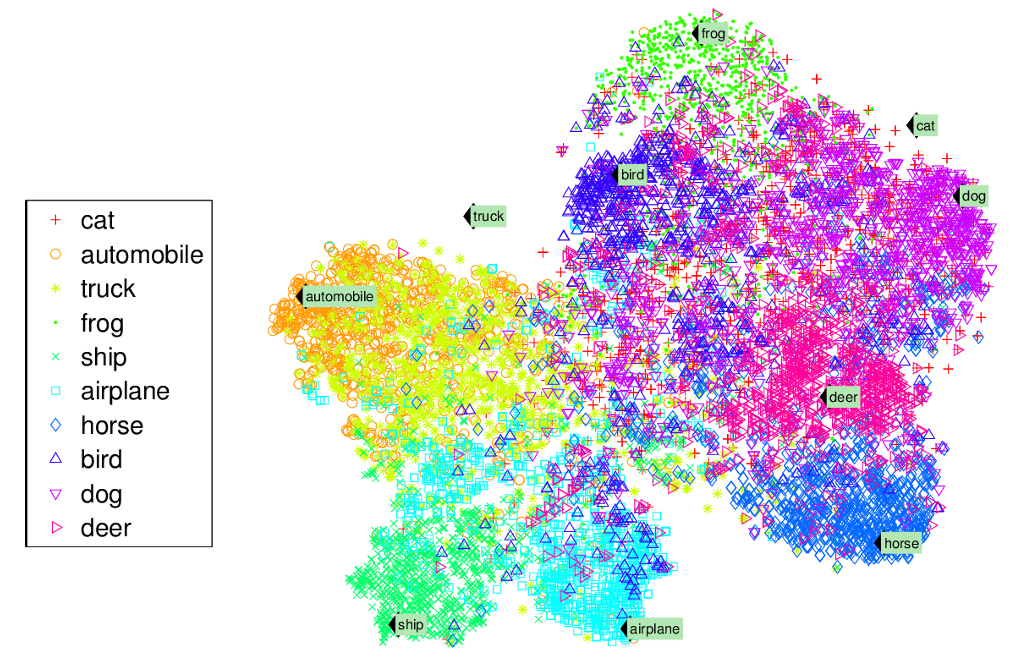 cat
automobile
truck
frog
ship
airplane
horse
bird
dog
deer
frog
cat
bird
dog
truck
automobile
deer
horse
ship
airplane